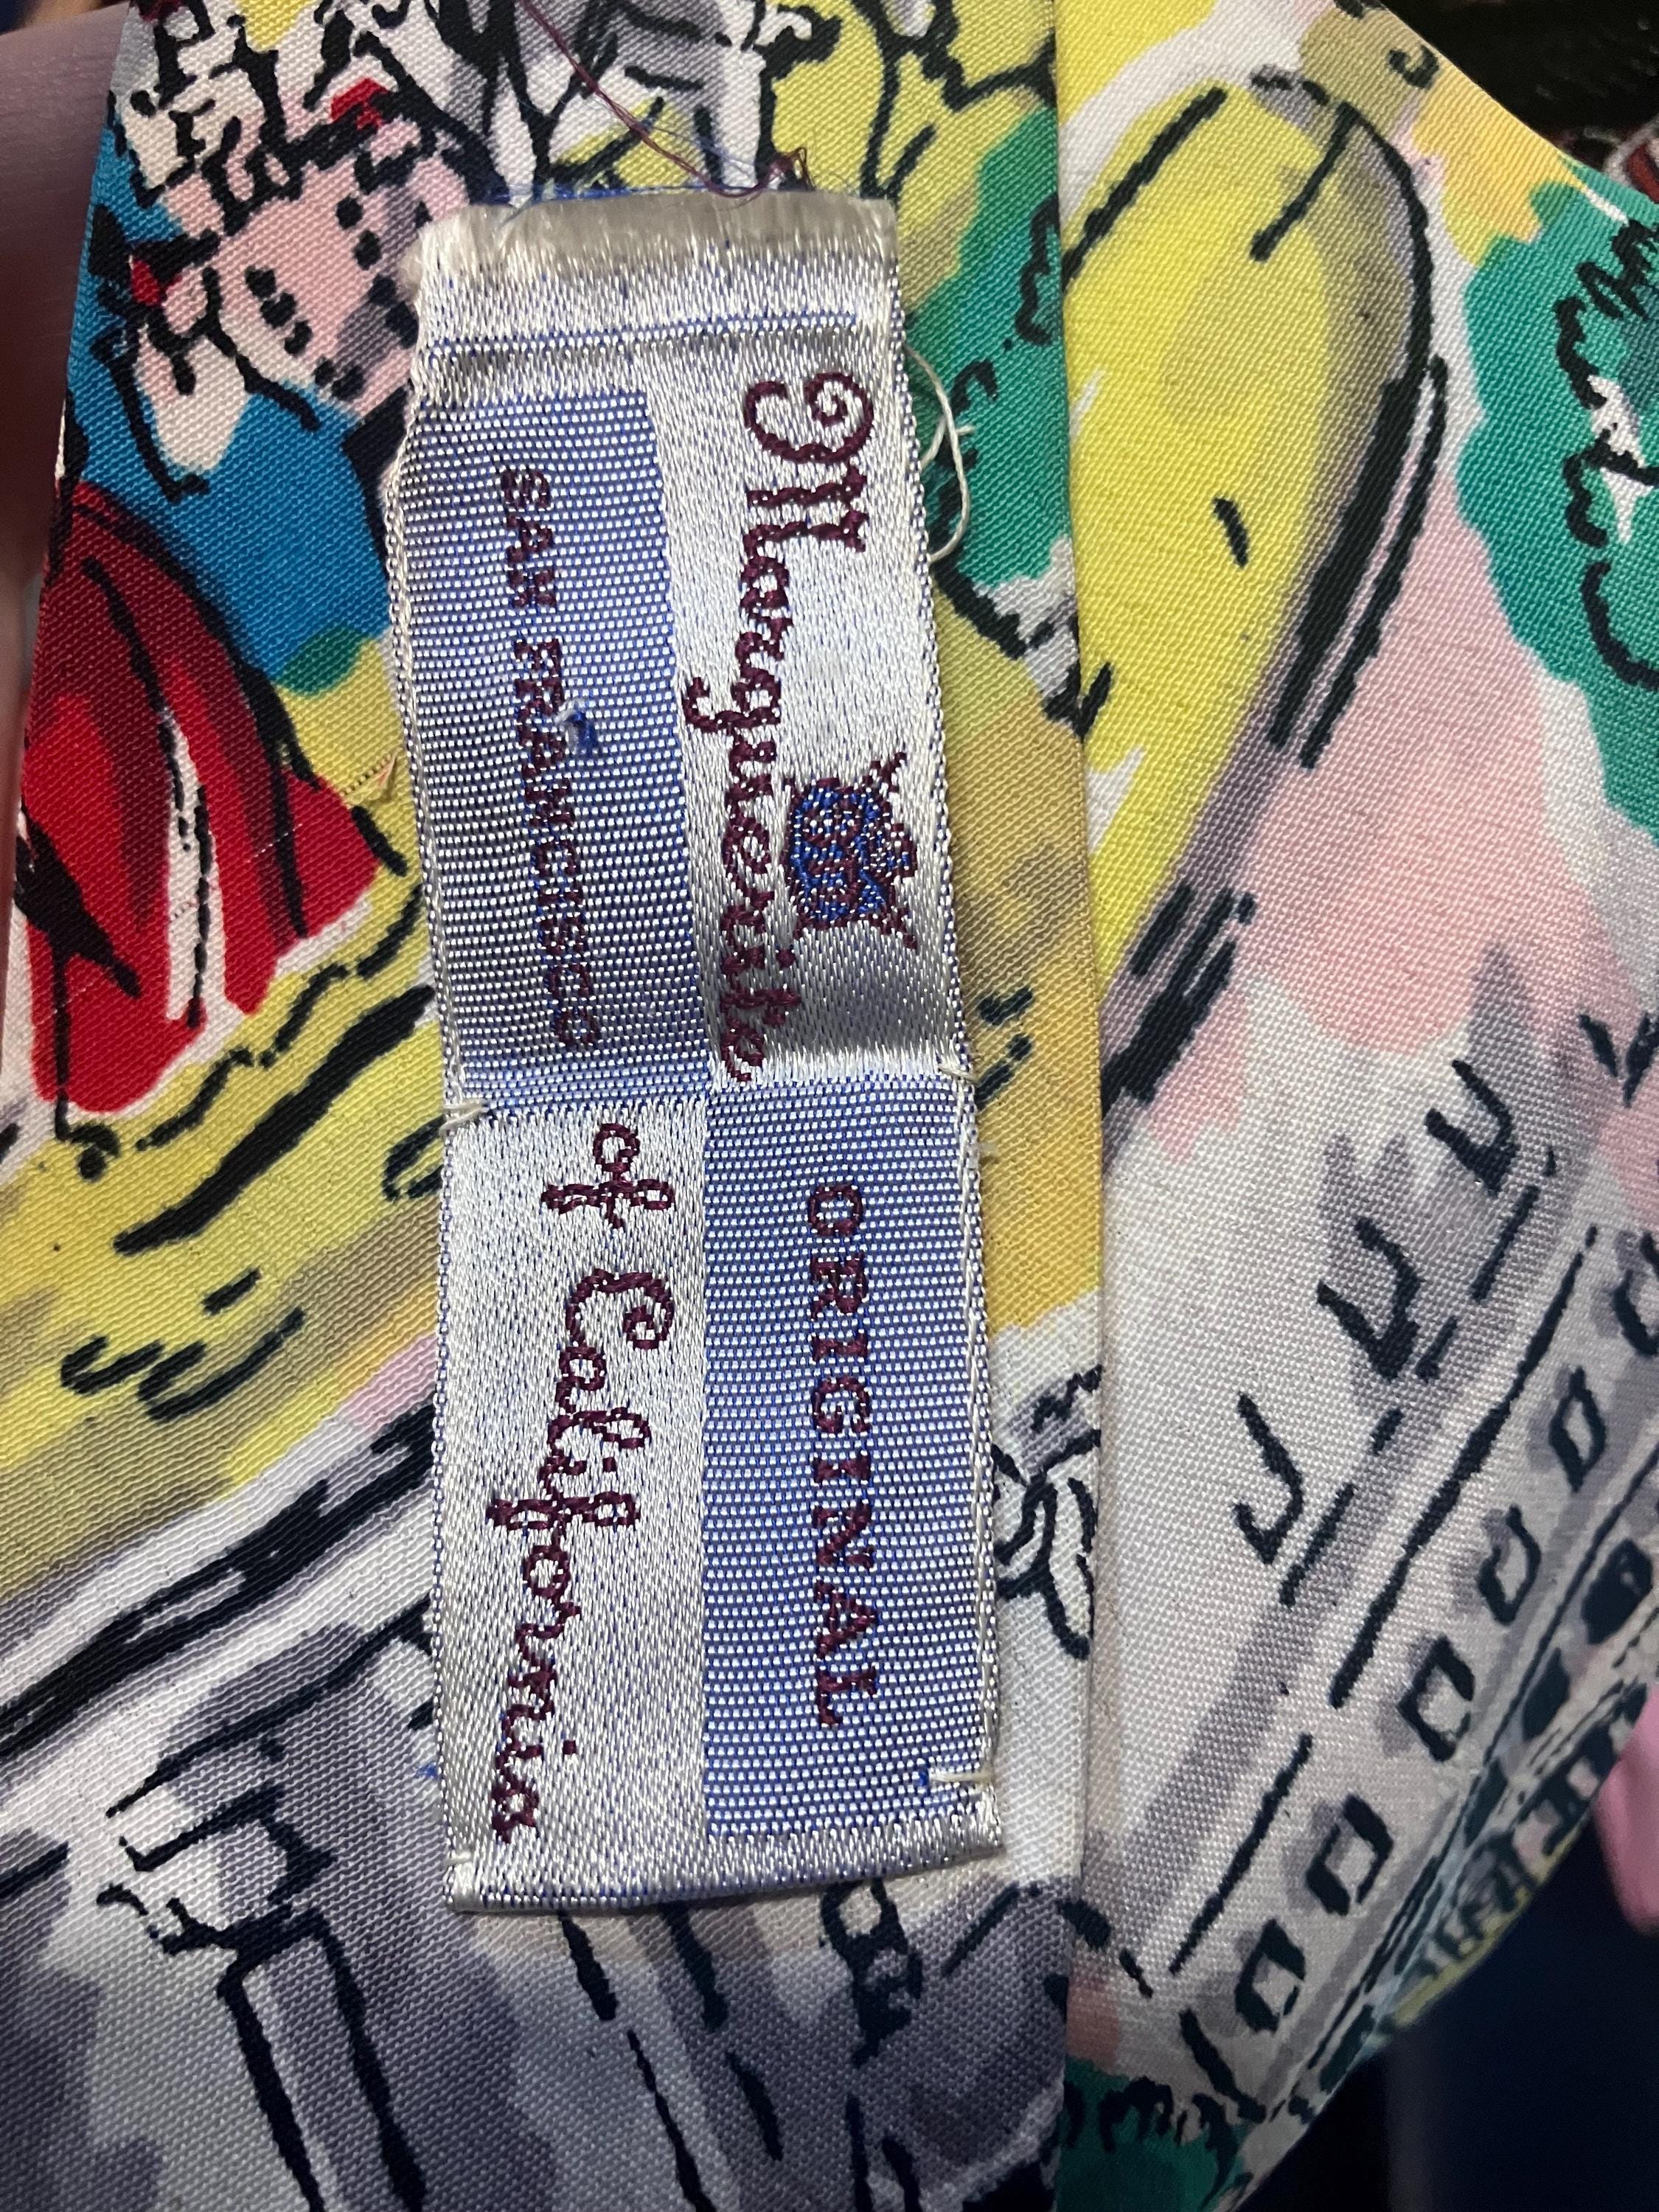 Marguerite
ORIGINAL
SAN FRANCISCO
of California